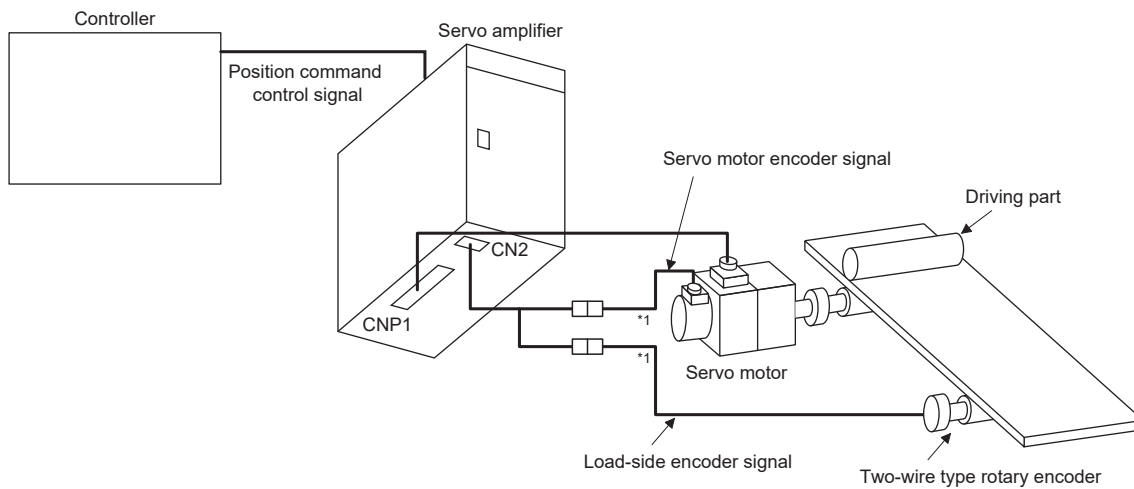 Controller
Servo amplifier
Position command
control signal
Servo motor encoder signal
Driving part
CN2
CNP1
*1
*1
Servo motor
Load-side encoder signal
Two-wire type rotary encoder